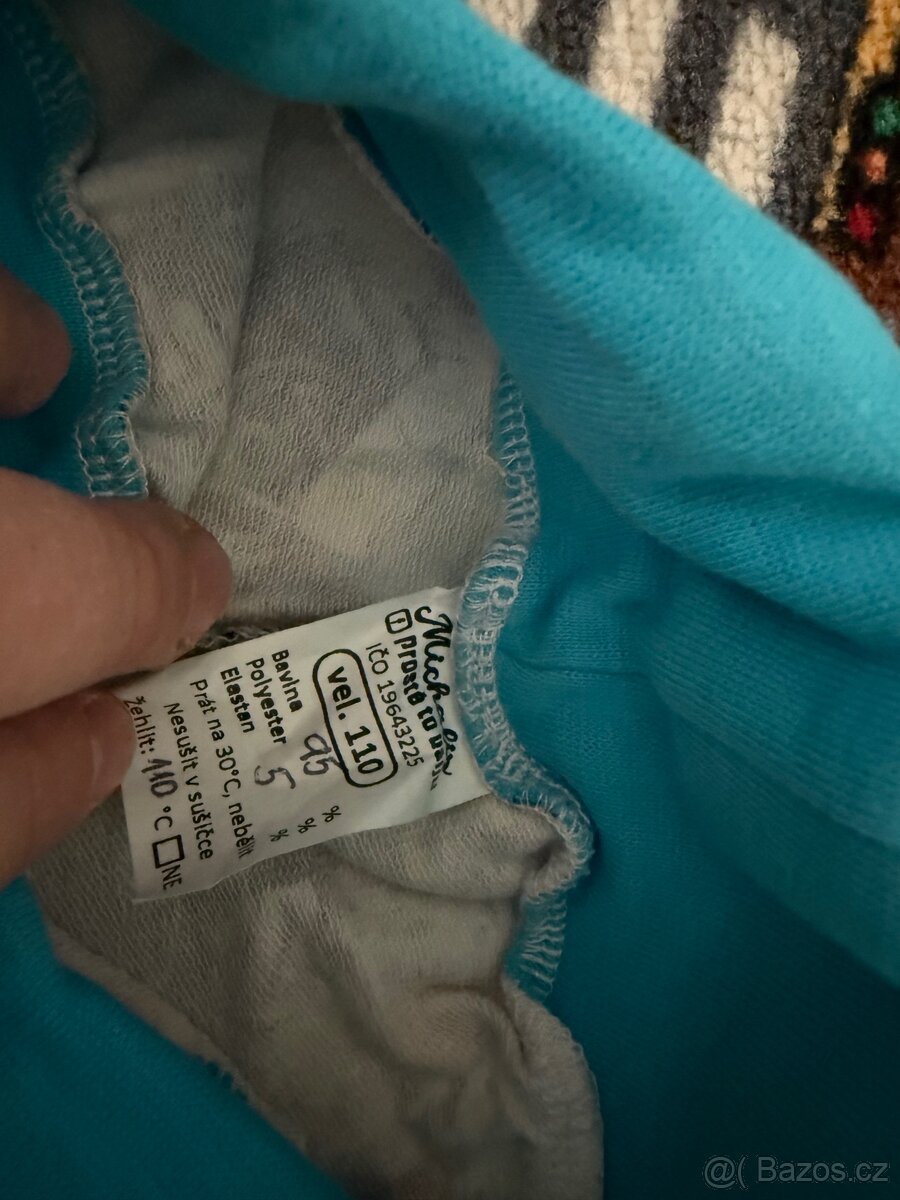 prostě to
IČO 19643225
vel. 110
Bavlna 95 %
Polyester %
Elastan 5 %
Prát na 30°C, nebělit
Nesušit v sušičce
Žehlit: 110 °C NE
@( Bazos.cz